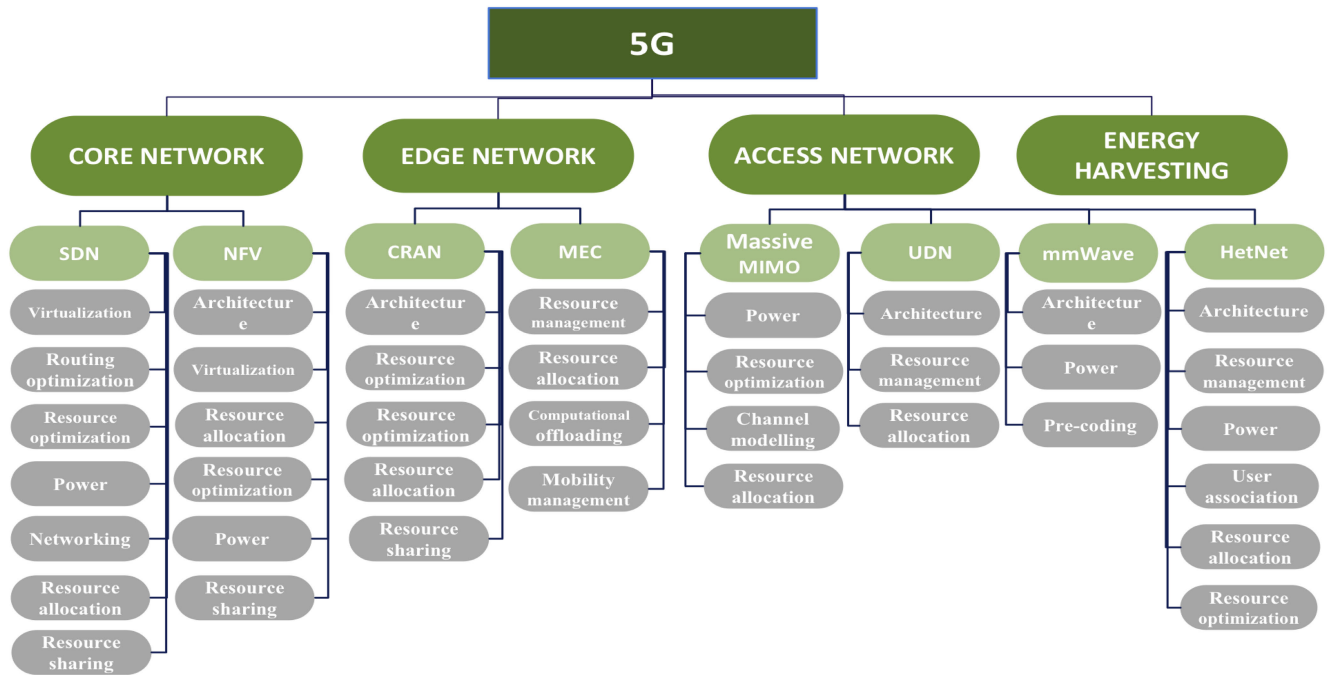 5G
CORE NETWORK
EDGE NETWORK
ACCESS NETWORK
ENERGY
HARVESTING
SDN
Virtualization
Routing
optimization
Resource
optimization
Power
Networking
Resource
allocation
Resource
sharing
NFV
Architectur
e
Virtualization
Resource
allocation
Resource
optimization
Power
Resource
sharing
CRAN
Architectur
e
Resource
optimization
Resource
optimization
Resource
allocation
Resource
sharing
MEC
Resource
management
Resource
allocation
Computational
offloading
Mobility
management
Massive
MIMO
Power
Resource
optimization
Channel
modelling
Resource
allocation
UDN
Architecture
Resource
management
Resource
allocation
mmWave
Architectur
e
Power
Pre-coding
HetNet
Architecture
Resource
management
Power
User
association
Resource
allocation
Resource
optimization